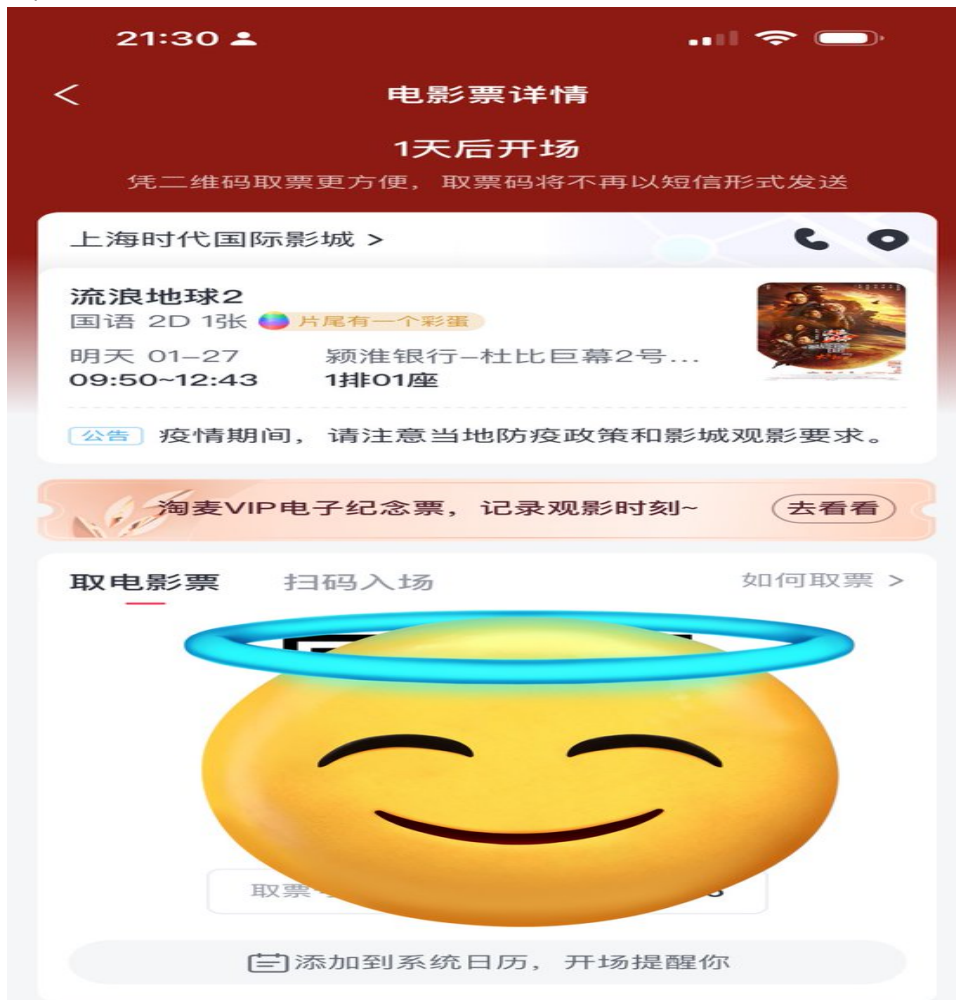 21:30
电影票详情
1天后开场
凭二维码取票更方便，取票码将不再以短信形式发送
上海时代国际影城 >
流浪地球2
国语 2D 1张 片尾有一个彩蛋
明天 01-27 颍淮银行-杜比巨幕2号...
09:50~12:43 1排01座
公告 疫情期间，请注意当地防疫政策和影城观影要求。
淘麦VIP电子纪念票，记录观影时刻~ 去看看
取电影票 扫码入场 如何取票 >
取票
添加到系统日历，开场提醒你